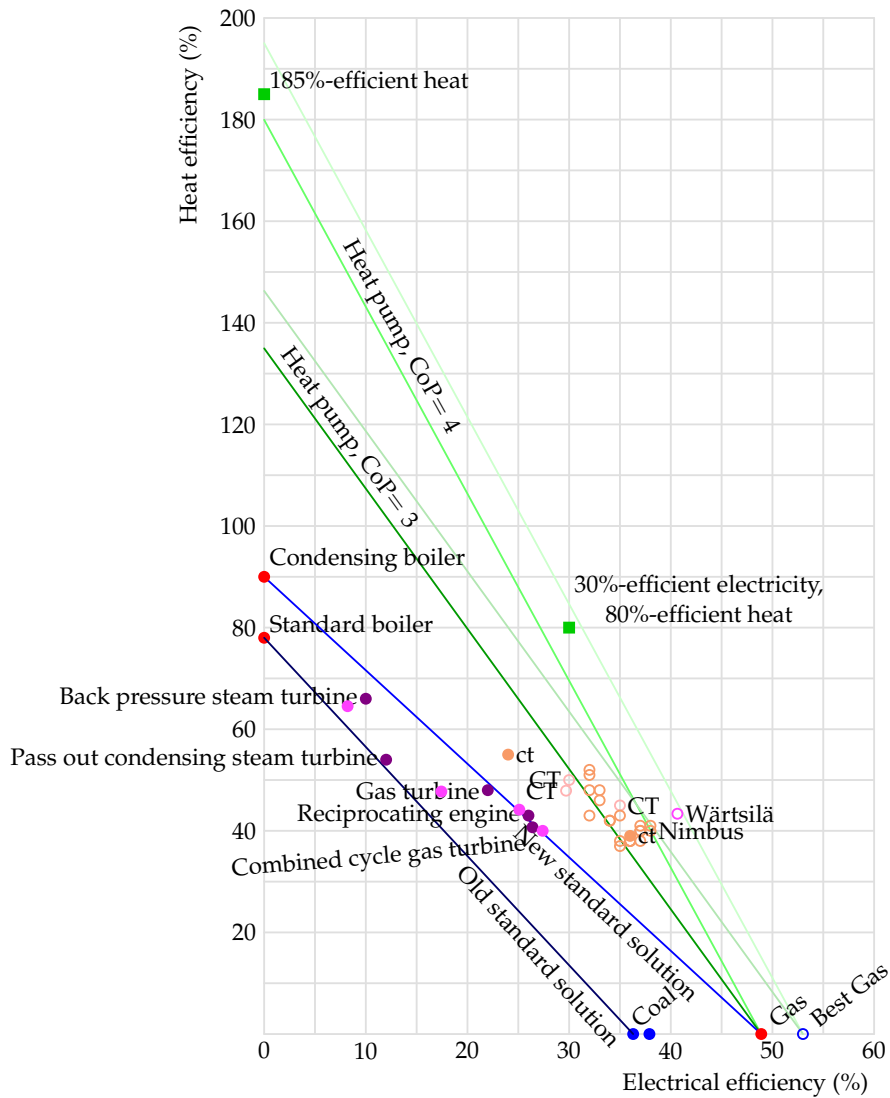 200
Heat efficiency (%)
185%-efficient heat
180
160
Heat pump, CoP= 4
140
Heat pump, CoP= 3
120
100
Condensing boiler
30%-efficient electricity,
80%-efficient heat
80
Standard boiler
Back pressure steam turbine
60
Pass out condensing steam turbine
ct
CT
CT
Gas turbine
CT
Reciprocating engine
Wärtsilä
Nimbus
ct
40
Combined cycle gas turbine
New standard solution
Old standard solution
20
Coal
Gas
Best Gas
0
10
20
30
40
50
60
Electrical efficiency (%)